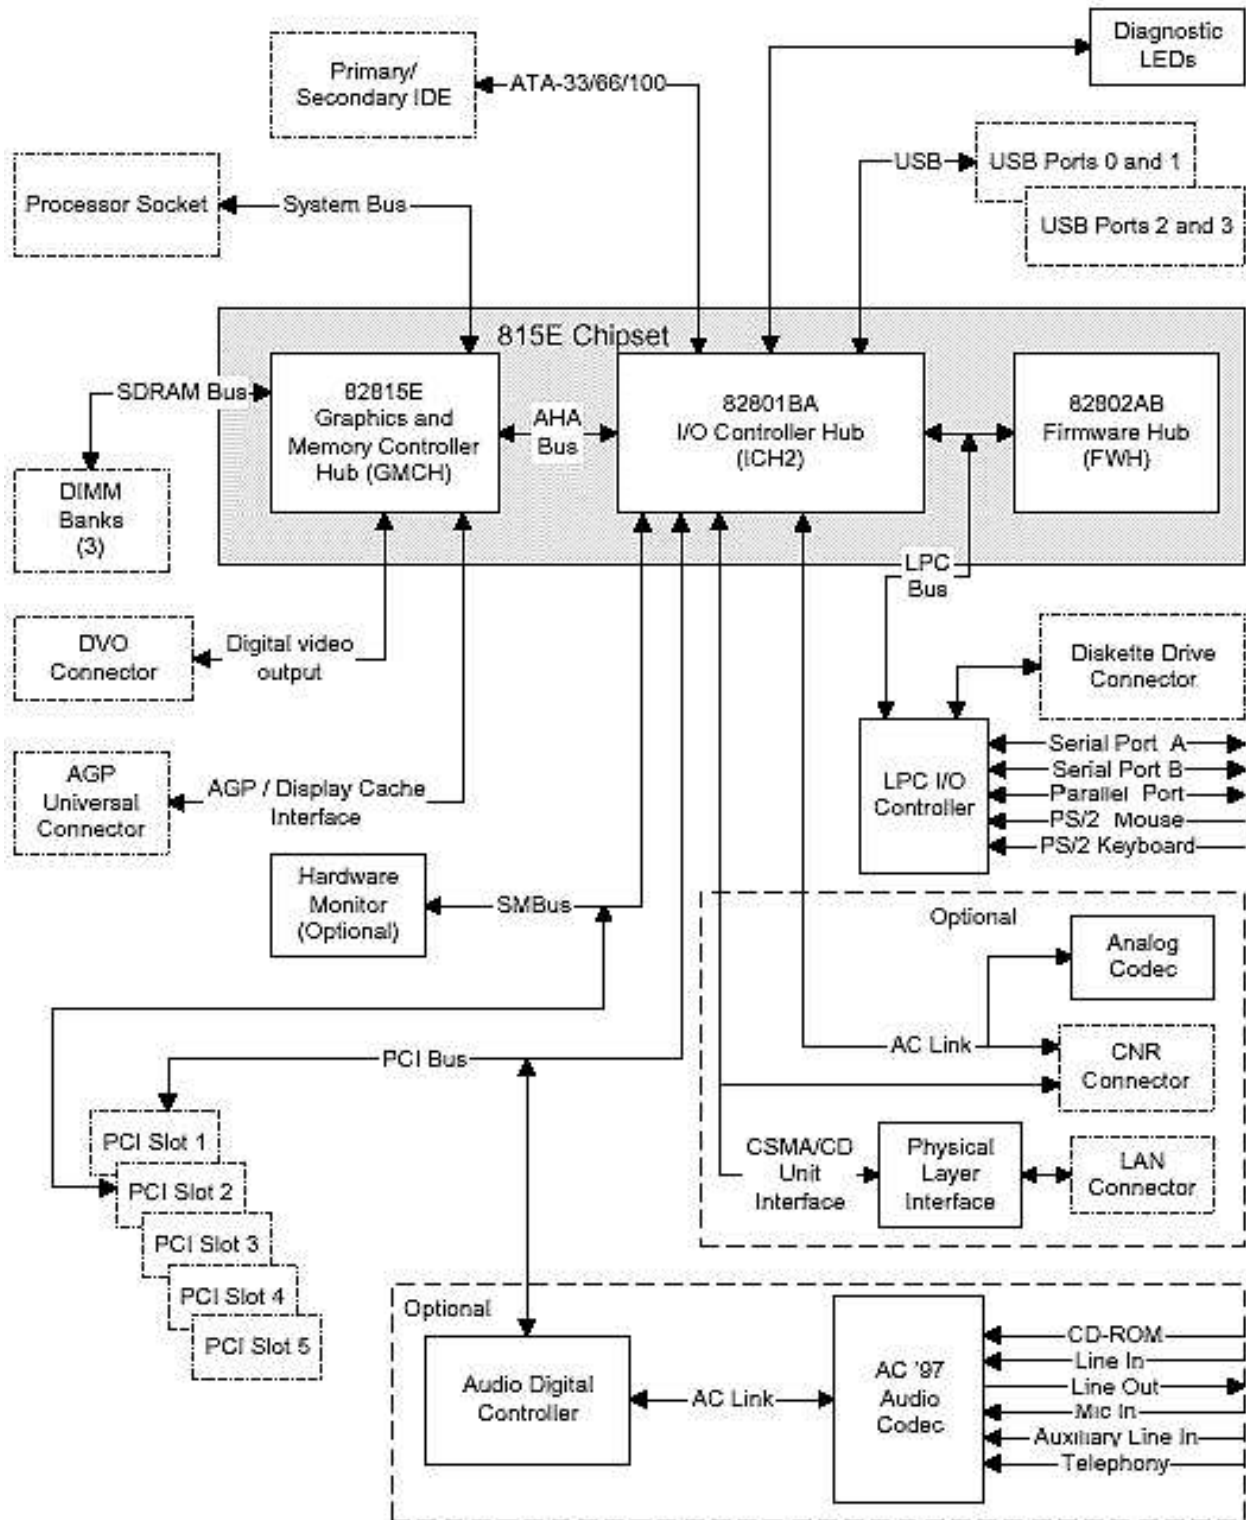 Diagnostic
LEDs
Primary/
Secondary IDE
ATA-33/66/100
USB
USB Ports 0 and 1
USB Ports 2 and 3
Processor Socket
System Bus
815E Chipset
SDRAM Bus
82815E
Graphics and
Memory Controller
Hub (GMCH)
AHA
Bus
82801BA
I/O Controller Hub
(ICH2)
82802AB
Firmware Hub
(FWH)
DIMM
Banks
(3)
LPC
Bus
DVO
Connector
Digital video
output
Diskette Drive
Connector
AGP
Universal
Connector
AGP / Display Cache
Interface
LPC I/O
Controller
Serial Port A
Serial Port B
Parallel Port
PS/2 Mouse
PS/2 Keyboard
Hardware
Monitor
(Optional)
SMBus
Optional
Analog
Codec
AC Link
CNR
Connector
PCI Bus
PCI Slot 1
PCI Slot 2
PCI Slot 3
PCI Slot 4
PCI Slot 5
CSMA/CD
Unit
Interface
Physical
Layer
Interface
LAN
Connector
Optional
Audio Digital
Controller
AC Link
AC '97
Audio
Codec
CD-ROM
Line In
Line Out
Mic In
Auxiliary Line In
Telephony